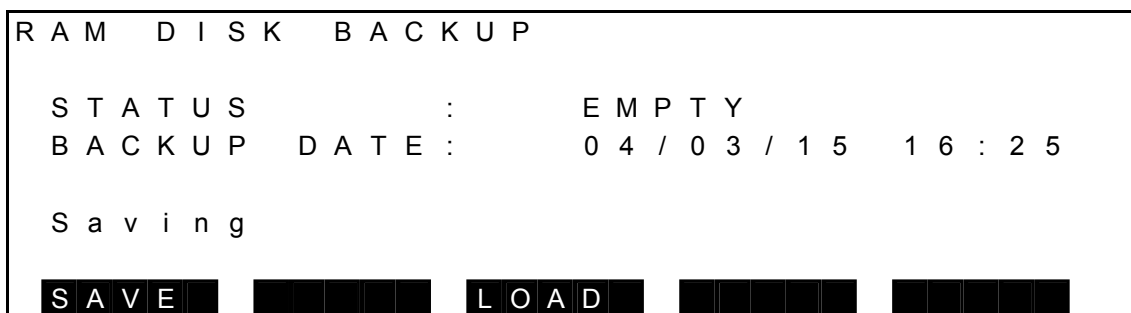 RAM DISK BACKUP
STATUS : EMPTY
BACKUP DATE: 04/03/15 16:25
Saving
SAVE LOAD